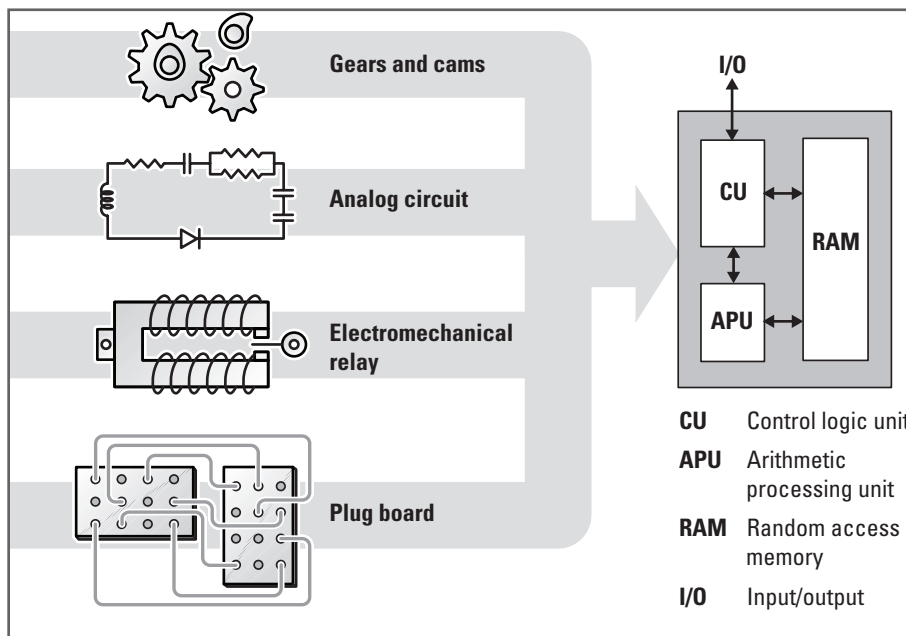 Gears and cams
Analog circuit
Electromechanical
relay
Plug board
I/O
CU
RAM
APU
CU Control logic unit
APU Arithmetic
processing unit
RAM Random access
memory
I/O Input/output